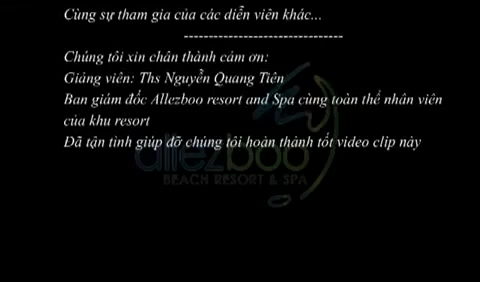 Cùng sự tham gia của các diễn viên khác...
--------------------------------
Chúng tôi xin chân thành cảm ơn:
Giảng viên: Ths Nguyễn Quang Tiên
Ban giám đốc Allezboo resort and Spa cùng toàn thể nhân viên
của khu resort
Đã tận tình giúp đỡ chúng tôi hoàn thành tốt video clip này
allezboo
BEACH RESORT & SPA